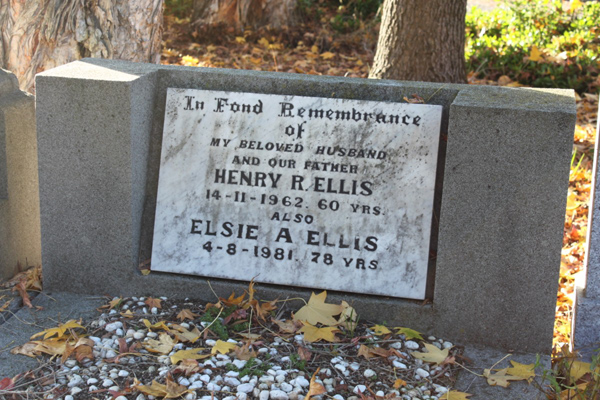 In Fond Remembrance
of
MY BELOVED HUSBAND
AND OUR FATHER
HENRY R. ELLIS
14-11-1962. 60 YRS.
ALSO
ELSIE A ELLIS
4-8-1981. 78 YRS.